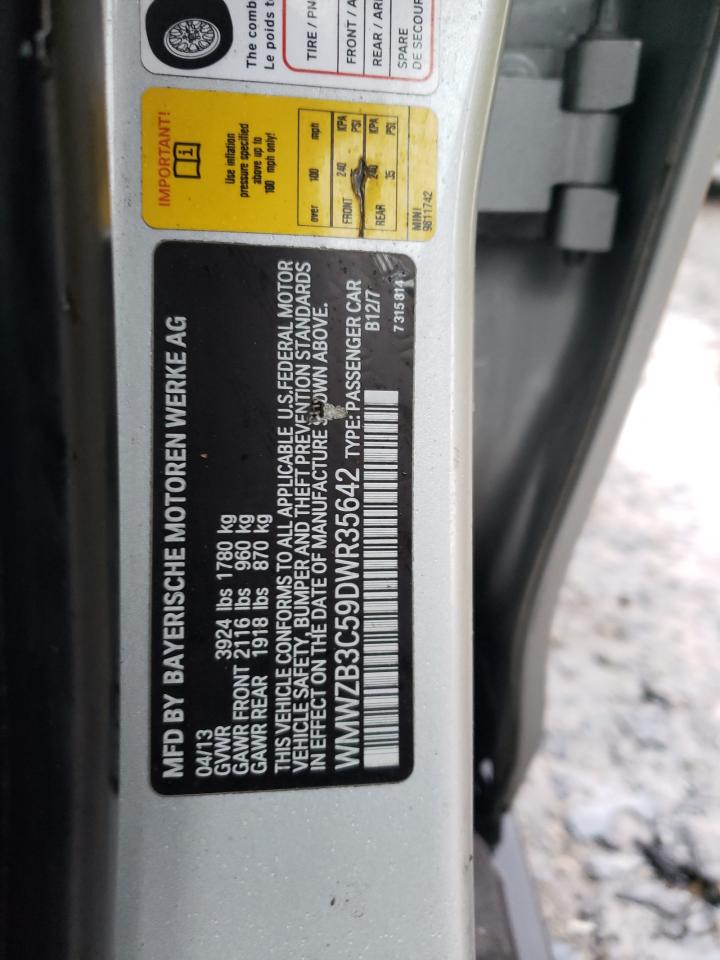 The comb
Le poids t
TIRE / PN
FRONT / A
REAR / AR
SPARE
DE SECOUR
IMPORTANT!
Use inflation
pressure specified
above up to
100 mph only!
over 100 mph
FRONT 240 KPA
PSI
REAR 240 KPA
35 PSI
MINI
9811742
MFD BY BAYERISCHE MOTOREN WERKE AG
04/13
GVWR 3924 lbs 1780 kg
GAWR FRONT 2116 lbs 960 kg
GAWR REAR 1918 lbs 870 kg
THIS VEHICLE CONFORMS TO ALL APPLICABLE U.S.FEDERAL MOTOR
VEHICLE SAFETY, BUMPER AND THEFT PREVENTION STANDARDS
IN EFFECT ON THE DATE OF MANUFACTURE SHOWN ABOVE.
WMWZB3C59DWR35642 TYPE: PASSENGER CAR
B12/7
7 315 814